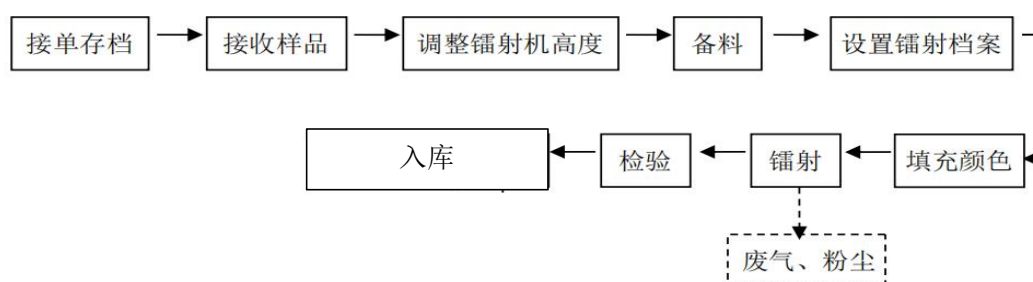 接单存档
接收样品
调整镭射机高度
备料
设置镭射档案
填充颜色
镭射
检验
入库
废气、粉尘